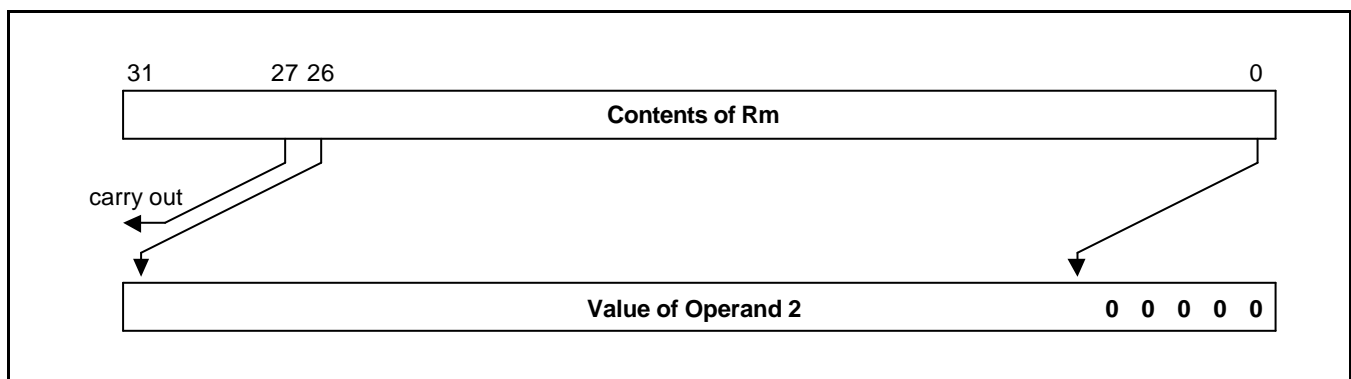 31 27 26 0
Contents of Rm
carry out
Value of Operand 2 0 0 0 0 0